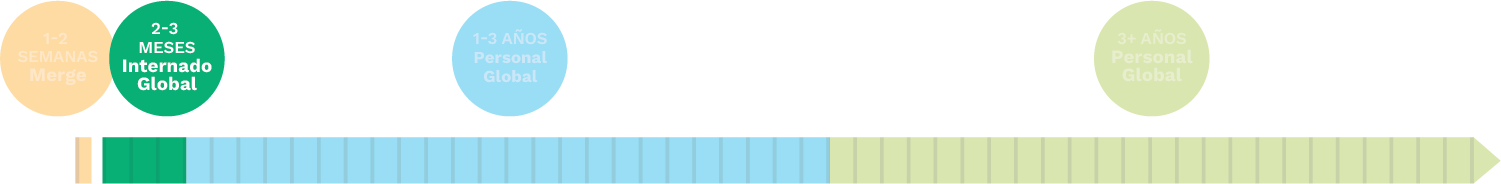 1-2
SEMANAS
Merge
2-3
MESES
Internado
Global
1-3 AÑOS
Personal
Global
3+ AÑOS
Personal
Global